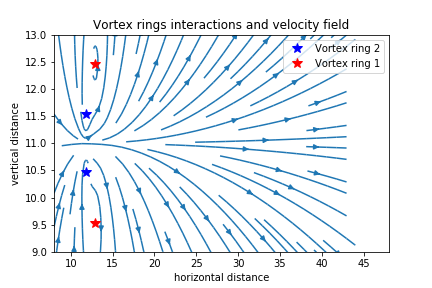 Vortex rings interactions and velocity field
Vortex ring 2
Vortex ring 1
13.0
12.5
12.0
11.5
11.0
10.5
10.0
9.5
9.0
vertical distance
10 15 20 25 30 35 40 45
horizontal distance